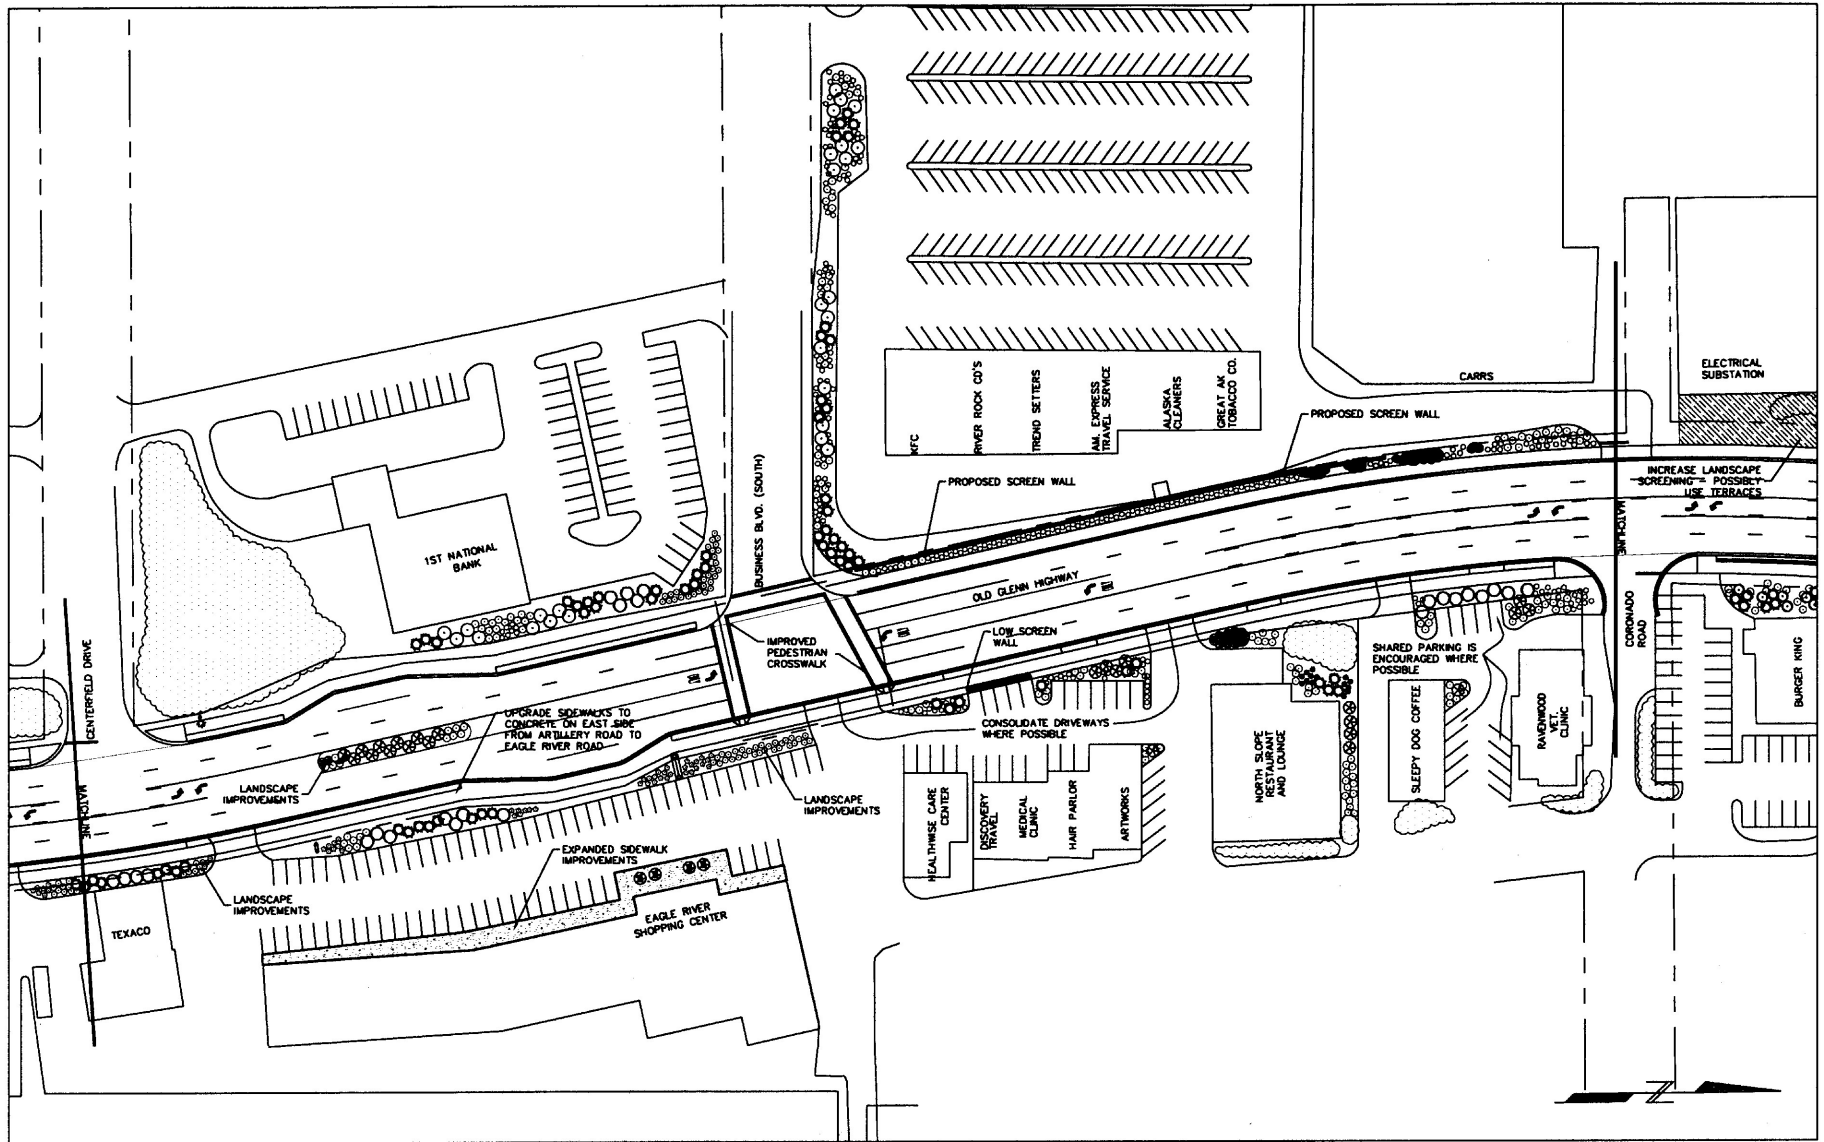 ELECTRICAL
SUBSTATION
CARRS
KFC
RIVER ROCK CD'S
TREND SETTERS
AM. EXPRESS
TRAVEL SERVICE
ALASKA
CLEANERS
GREAT AK
TOBACCO CO.
PROPOSED SCREEN WALL
PROPOSED SCREEN WALL
INCREASE LANDSCAPE
SCREENING - POSSIBLY
USE TERRACES
MATCHLINE
BUSINESS BLVD. (SOUTH)
1ST NATIONAL
BANK
OLD GLENN HIGHWAY
IMPROVED
PEDESTRIAN
CROSSWALK
LOW SCREEN
WALL
SHARED PARKING IS
ENCOURAGED WHERE
POSSIBLE
CORONADO
ROAD
BURGER KING
CENTERFIELD DRIVE
MATCHLINE
UPGRADE SIDEWALKS TO
CONCRETE ON EAST SIDE
FROM ARTILLERY ROAD TO
EAGLE RIVER ROAD
CONSOLIDATE DRIVEWAYS
WHERE POSSIBLE
LANDSCAPE
IMPROVEMENTS
LANDSCAPE
IMPROVEMENTS
HEALTHWISE CARE
CENTER
DISCOVERY
TRAVEL
MEDICAL
CLINIC
HAIR PARLOR
ARTWORKS
NORTH SLOPE
RESTAURANT
AND LOUNGE
SLEEPY DOG COFFEE
RAVENWOOD
VET.
CLINIC
EXPANDED SIDEWALK
IMPROVEMENTS
LANDSCAPE
IMPROVEMENTS
TEXACO
EAGLE RIVER
SHOPPING CENTER
N